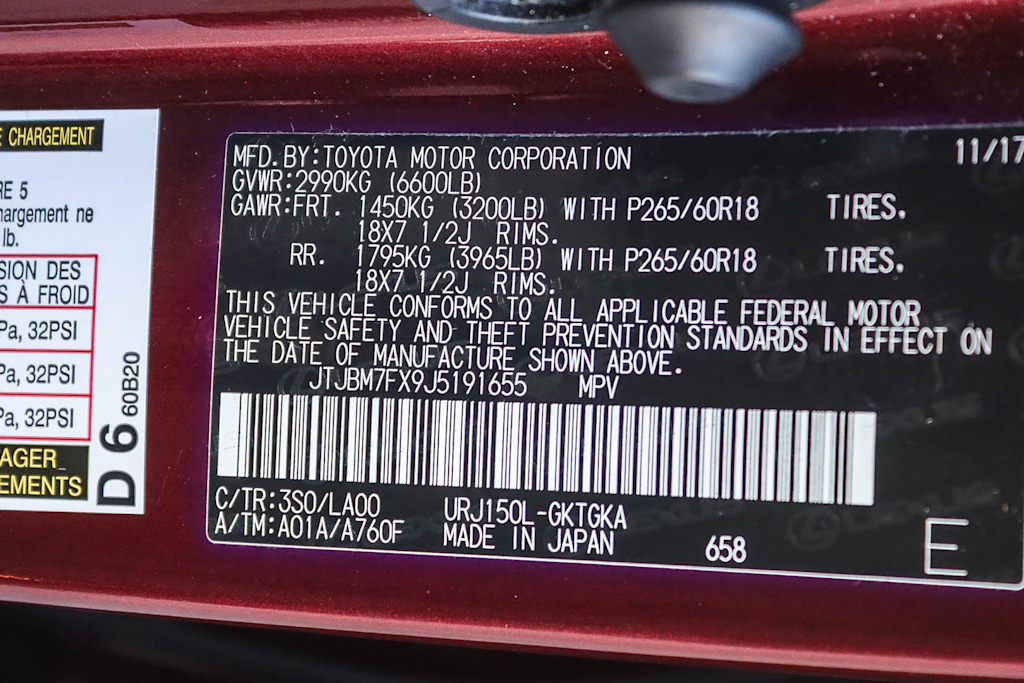 E CHARGEMENT
RE 5
hargement ne
lb.
SION DES
S À FROID
Pa, 32PSI
Pa, 32PSI
Pa, 32PSI
AGER
EMENTS
D6 60B20
MFD.BY:TOYOTA MOTOR CORPORATION 11/17
GVWR:2990KG (6600LB)
GAWR:FRT. 1450KG (3200LB) WITH P265/60R18 TIRES.
18X7 1/2J RIMS.
RR. 1795KG (3965LB) WITH P265/60R18 TIRES.
18X7 1/2J RIMS.
THIS VEHICLE CONFORMS TO ALL APPLICABLE FEDERAL MOTOR
VEHICLE SAFETY AND THEFT PREVENTION STANDARDS IN EFFECT ON
THE DATE OF MANUFACTURE SHOWN ABOVE.
JTJBM7FX9J5191655 MPV
C/TR:3S0/LA00 URJ150L-GKTGKA
A/TM:A01A/A760F MADE IN JAPAN 658
E